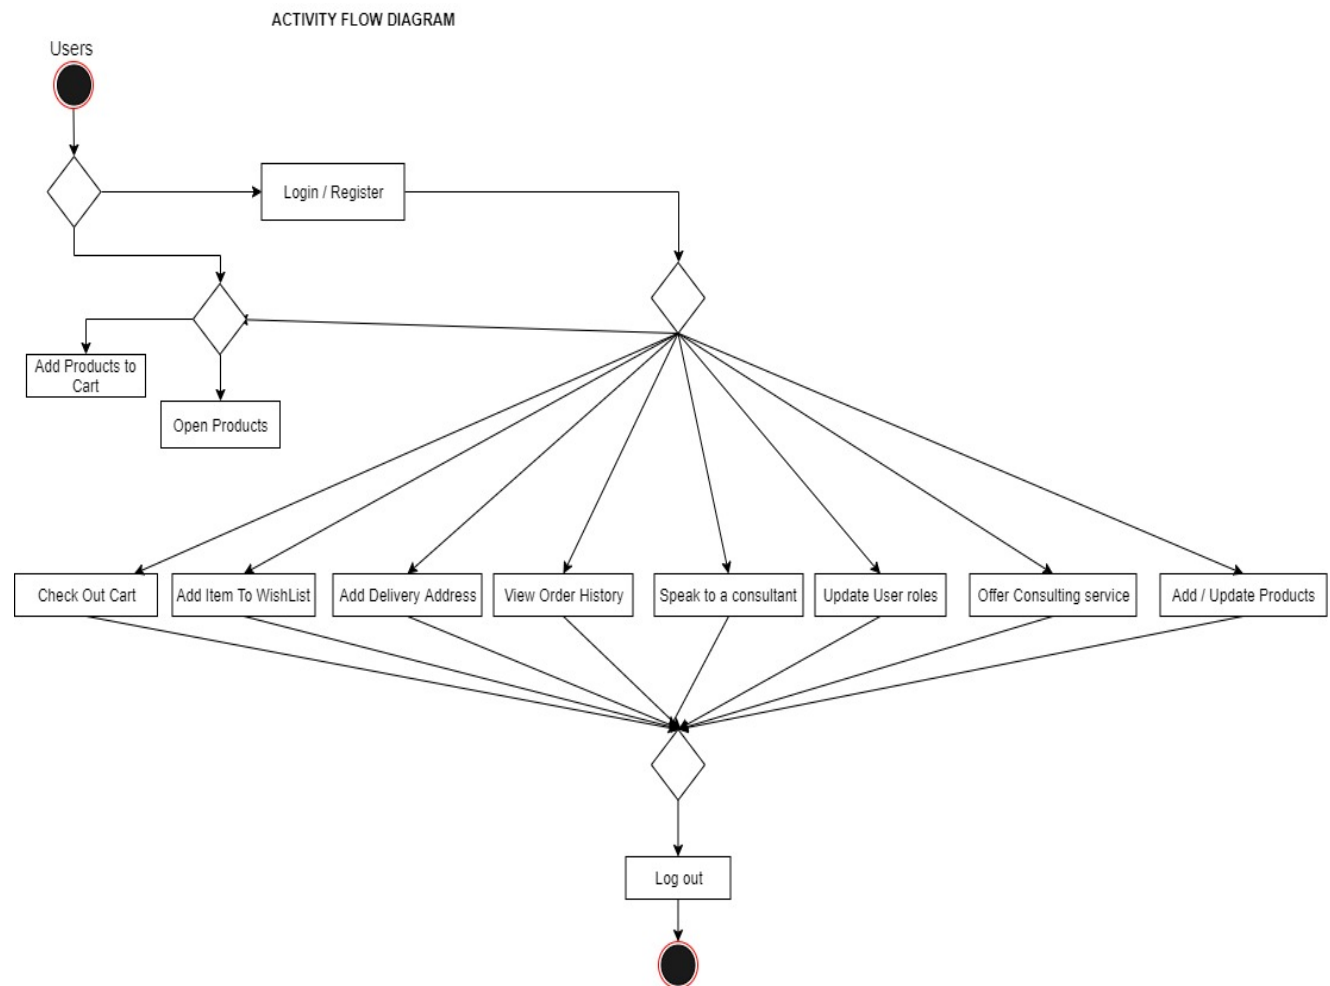 ACTIVITY FLOW DIAGRAM
Users
Login / Register
Add Products to
Cart
Open Products
Check Out Cart
Add Item To WishList
Add Delivery Address
View Order History
Speak to a consultant
Update User roles
Offer Consulting service
Add / Update Products
Log out